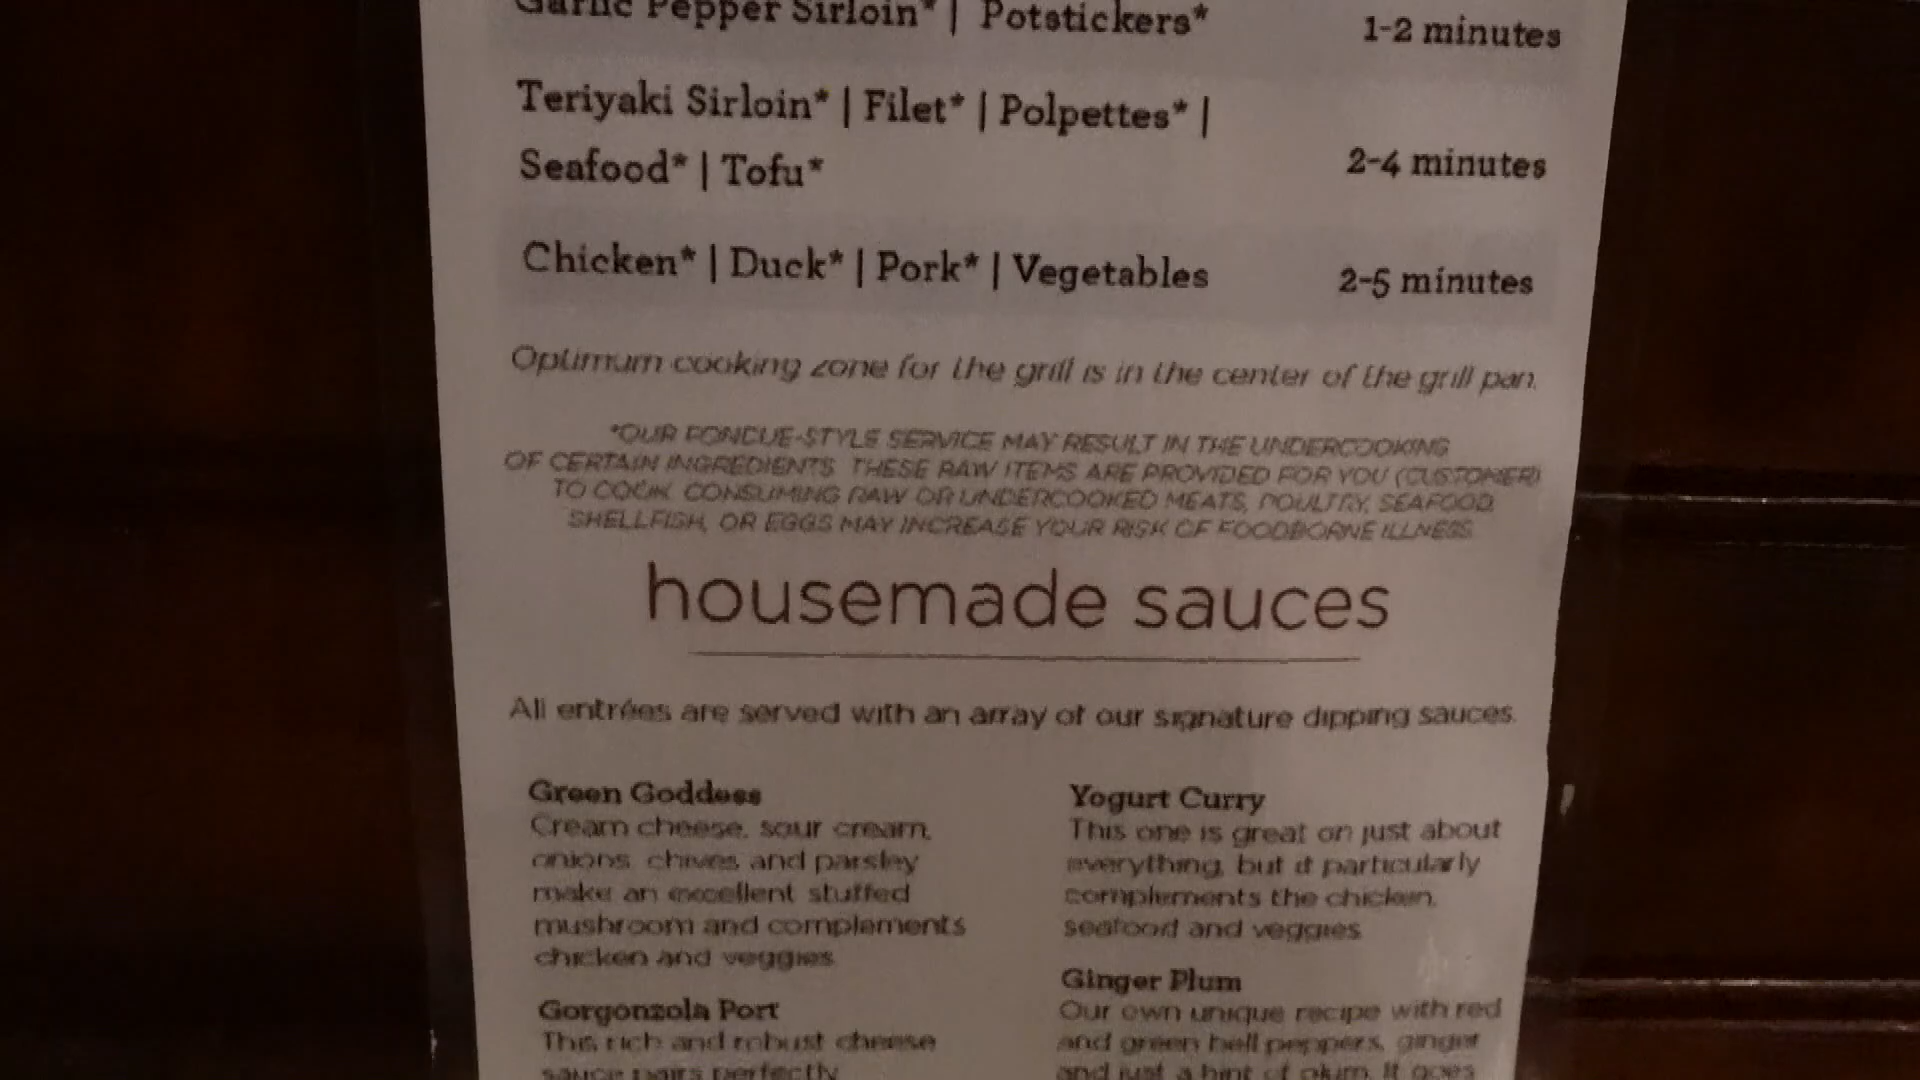 Garlic Pepper Sirloin* | Potstickers* 1-2 minutes
Teriyaki Sirloin* | Filet* | Polpettes* |
Seafood* | Tofu* 2-4 minutes
Chicken* | Duck* | Pork* | Vegetables 2-5 minutes
Optimum cooking zone for the grill is in the center of the grill pan.
*OUR FONDUE-STYLE SERVICE MAY RESULT IN THE UNDERCOOKING
OF CERTAIN INGREDIENTS. THESE RAW ITEMS ARE PROVIDED FOR YOU (CUSTOMER)
TO COOK. CONSUMING RAW OR UNDERCOOKED MEATS, POULTRY, SEAFOOD,
SHELLFISH, OR EGGS MAY INCREASE YOUR RISK OF FOODBORNE ILLNESS.
housemade sauces
All entrées are served with an array of our signature dipping sauces.
Green Goddess
Cream cheese, sour cream,
onions, chives and parsley
make an excellent stuffed
mushroom and complements
chicken and veggies.
Gorgonzola Port
This rich and robust cheese
sauce pairs perfectly
Yogurt Curry
This one is great on just about
everything, but it particularly
complements the chicken,
seafood and veggies.
Ginger Plum
Our own unique recipe with red
and green bell peppers, ginger
and just a hint of plum. It goes